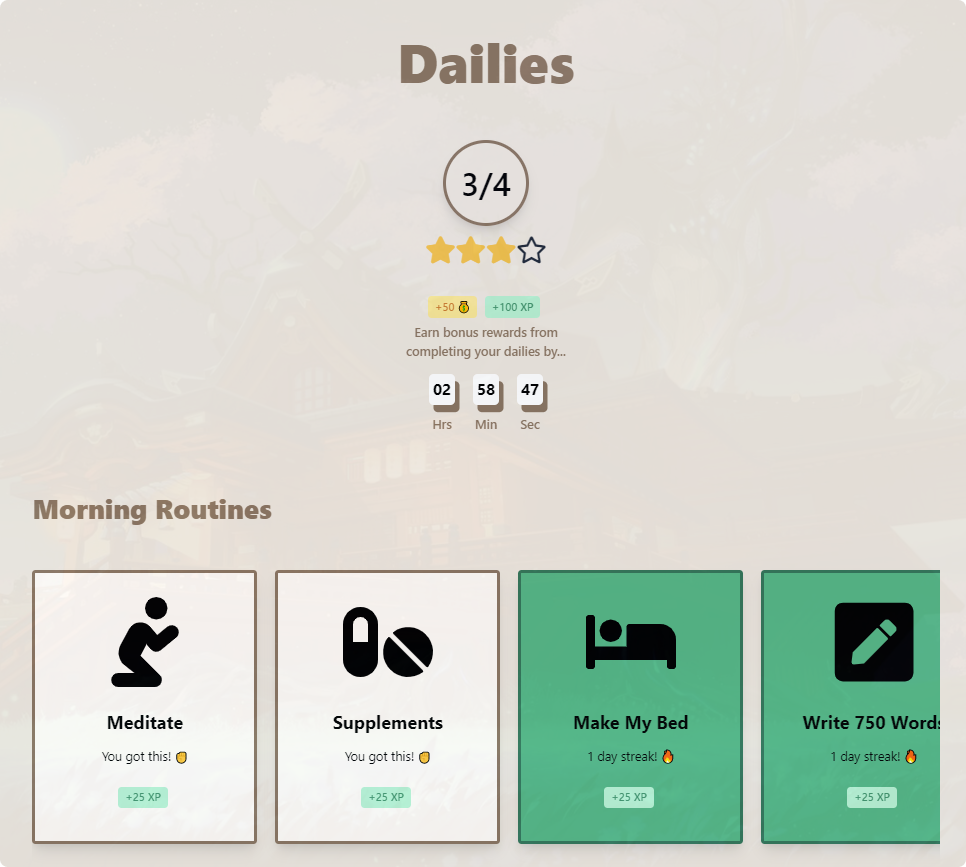 Dailies
3/4
+50 +100 XP
Earn bonus rewards from
completing your dailies by...
02 58 47
Hrs Min Sec
Morning Routines
Meditate
You got this!
+25 XP
Supplements
You got this!
+25 XP
Make My Bed
1 day streak!
+25 XP
Write 750 Words
1 day streak!
+25 XP